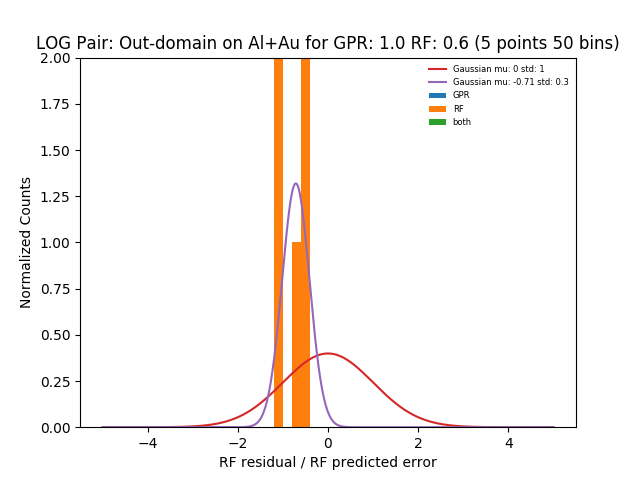 LOG Pair: Out-domain on Al+Au for GPR: 1.0 RF: 0.6 (5 points 50 bins)
2.00
1.75
1.50
1.25
1.00
0.75
0.50
0.25
0.00
Normalized Counts
Gaussian mu: 0 std: 1
Gaussian mu: -0.71 std: 0.3
GPR
RF
both
−4
−2
0
2
4
RF residual / RF predicted error